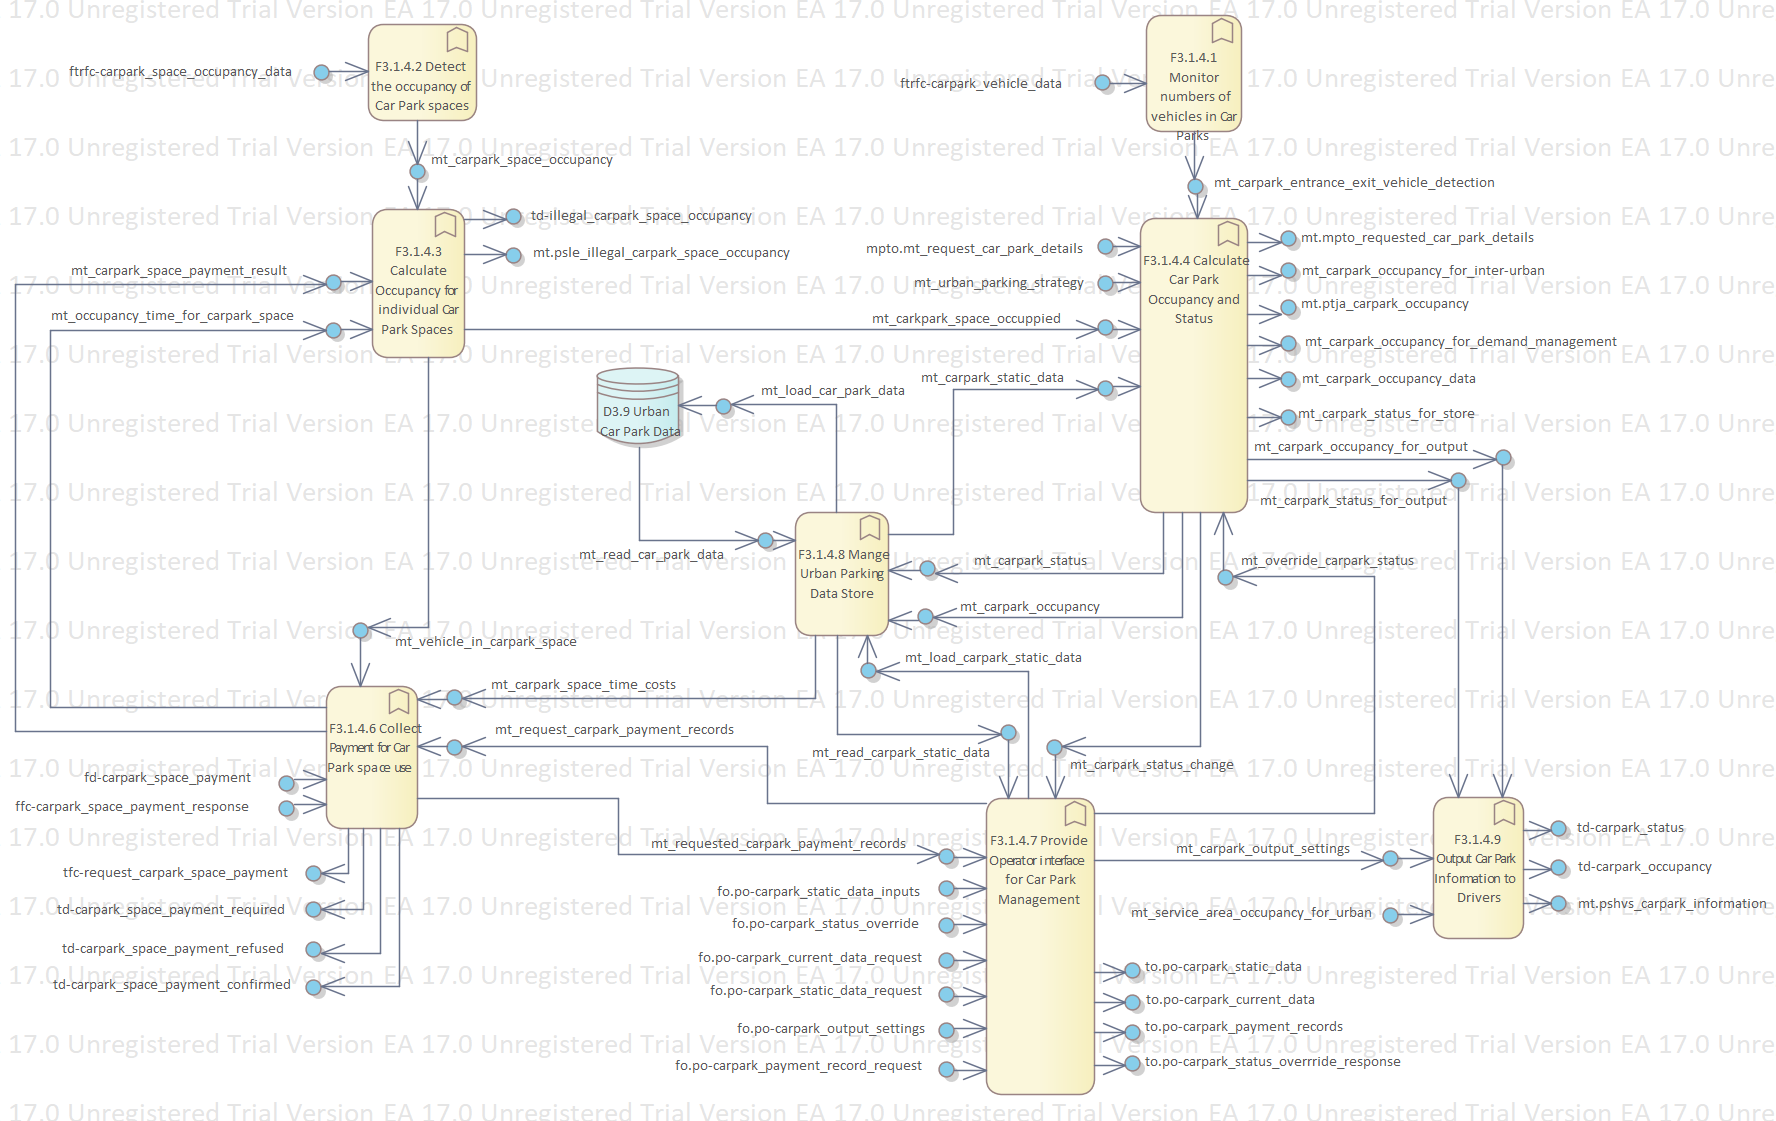 17.0 Unregistered Trial Version EA 17.0 Unregistered Trial Version EA 17.0 Unregistered Trial Version EA 17.0 Unregistered Trial Version EA 17.0 Unre
F3.1.4.2 Detect
the occupancy of
Car Park spaces
ftrfc-carpark_space_occupancy_data
F3.1.4.1
Monitor
numbers of
vehicles in Car
Parks
ftrfc-carpark_vehicle_data
mt_carpark_space_occupancy
mt_carpark_entrance_exit_vehicle_detection
F3.1.4.3
Calculate
Occupancy for
individual Car
Park Spaces
td-illegal_carpark_space_occupancy
mt.psle_illegal_carpark_space_occupancy
mt_carpark_space_payment_result
mt_occupancy_time_for_carpark_space
mpto.mt_request_car_park_details
mt_urban_parking_strategy
mt_carkpark_space_occuppied
mt_carpark_static_data
F3.1.4.4 Calculate
Car Park
Occupancy and
Status
mt.mpto_requested_car_park_details
mt_carpark_occupancy_for_inter-urban
mt.ptja_carpark_occupancy
mt_carpark_occupancy_for_demand_management
mt_carpark_occupancy_data
mt_carpark_status_for_store
mt_carpark_occupancy_for_output
mt_carpark_status_for_output
D3.9 Urban
Car Park Data
mt_load_car_park_data
mt_read_car_park_data
F3.1.4.8 Mange
Urban Parking
Data Store
mt_carpark_status
mt_override_carpark_status
mt_carpark_occupancy
mt_vehicle_in_carpark_space
mt_load_carpark_static_data
mt_carpark_space_time_costs
mt_request_carpark_payment_records
mt_read_carpark_static_data
mt_carpark_status_change
F3.1.4.6 Collect
Payment for Car
Park space use
fd-carpark_space_payment
ffc-carpark_space_payment_response
mt_requested_carpark_payment_records
tfc-request_carpark_space_payment
td-carpark_space_payment_required
td-carpark_space_payment_refused
td-carpark_space_payment_confirmed
F3.1.4.7 Provide
Operator interface
for Car Park
Management
fo.po-carpark_static_data_inputs
fo.po-carpark_status_override
fo.po-carpark_current_data_request
fo.po-carpark_static_data_request
fo.po-carpark_output_settings
fo.po-carpark_payment_record_request
to.po-carpark_static_data
to.po-carpark_current_data
to.po-carpark_payment_records
to.po-carpark_status_overrride_response
mt_carpark_output_settings
mt_service_area_occupancy_for_urban
F3.1.4.9
Output Car Park
Information to
Drivers
td-carpark_status
td-carpark_occupancy
mt.pshvs_carpark_information